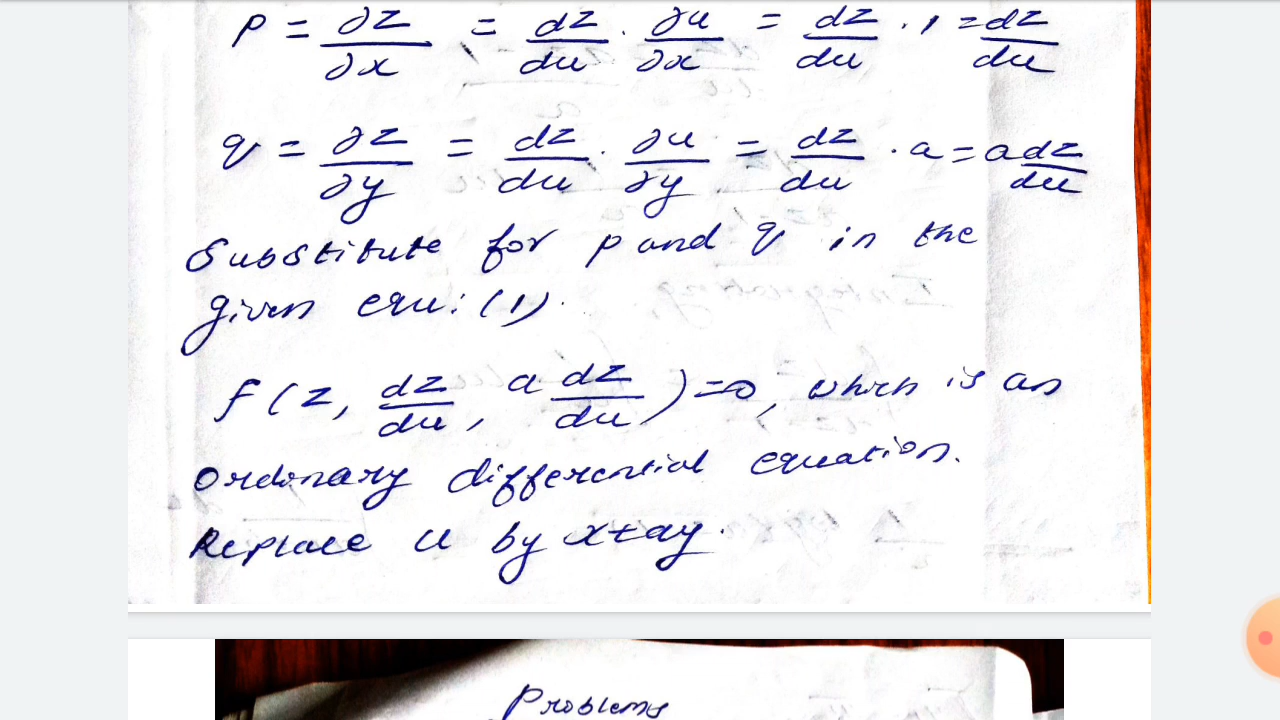 p = ∂z/∂x = dz/du · ∂u/∂x = dz/du · 1 = dz/du
q = ∂z/∂y = dz/du · ∂u/∂y = dz/du · a = a dz/du
Substitute for p and q in the
given equ: (1).
f(z, dz/du, a dz/du) = 0, which is an
Ordinary differential equation.
Replace u by x+ay.
Problems